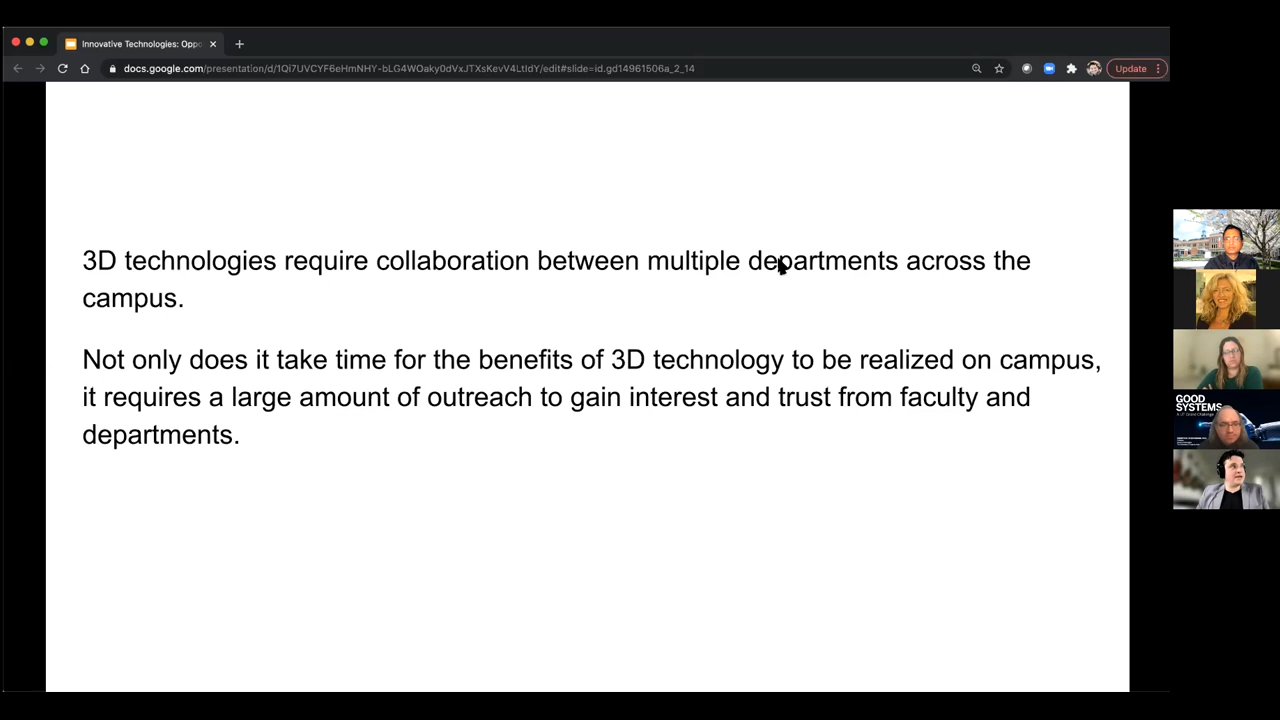 Innovative Technologies: Oppo
docs.google.com/presentation/d/1Qi7UVCYF6eHmNHY-bLG4WOaky0dVxJTXsKevV4LtIdY/edit#slide=id.gd14961506a_2_14
Update
3D technologies require collaboration between multiple departments across the
campus.
Not only does it take time for the benefits of 3D technology to be realized on campus,
it requires a large amount of outreach to gain interest and trust from faculty and
departments.
GOOD
SYSTEMS